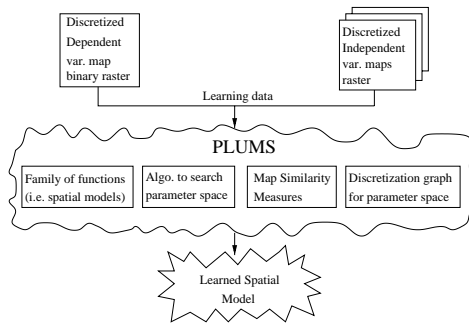 Discretized
Dependent
var. map
binary raster
Discretized
Independent
var. maps
raster
Learning data
PLUMS
Family of functions
(i.e. spatial models)
Algo. to search
parameter space
Map Similarity
Measures
Discretization graph
for parameter space
Learned Spatial
Model